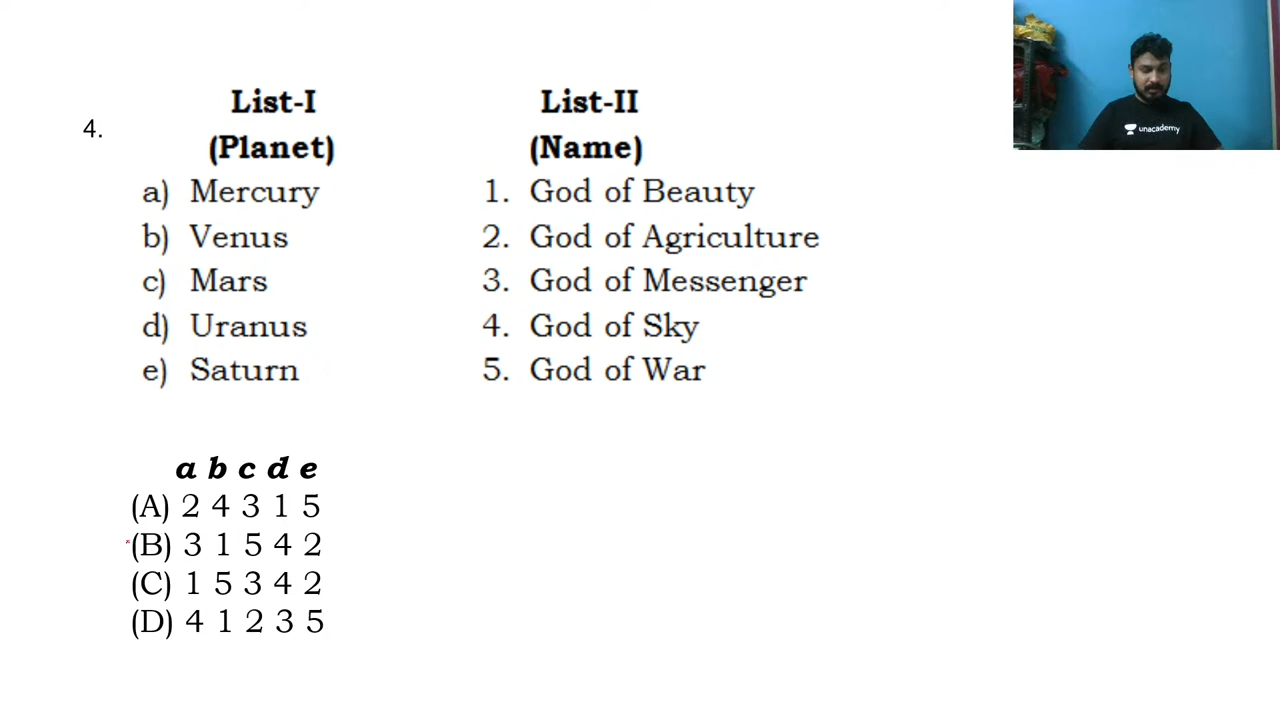 4.
List-I List-II
(Planet) (Name)
a) Mercury 1. God of Beauty
b) Venus 2. God of Agriculture
c) Mars 3. God of Messenger
d) Uranus 4. God of Sky
e) Saturn 5. God of War
a b c d e
(A) 2 4 3 1 5
(B) 3 1 5 4 2
(C) 1 5 3 4 2
(D) 4 1 2 3 5
unacademy